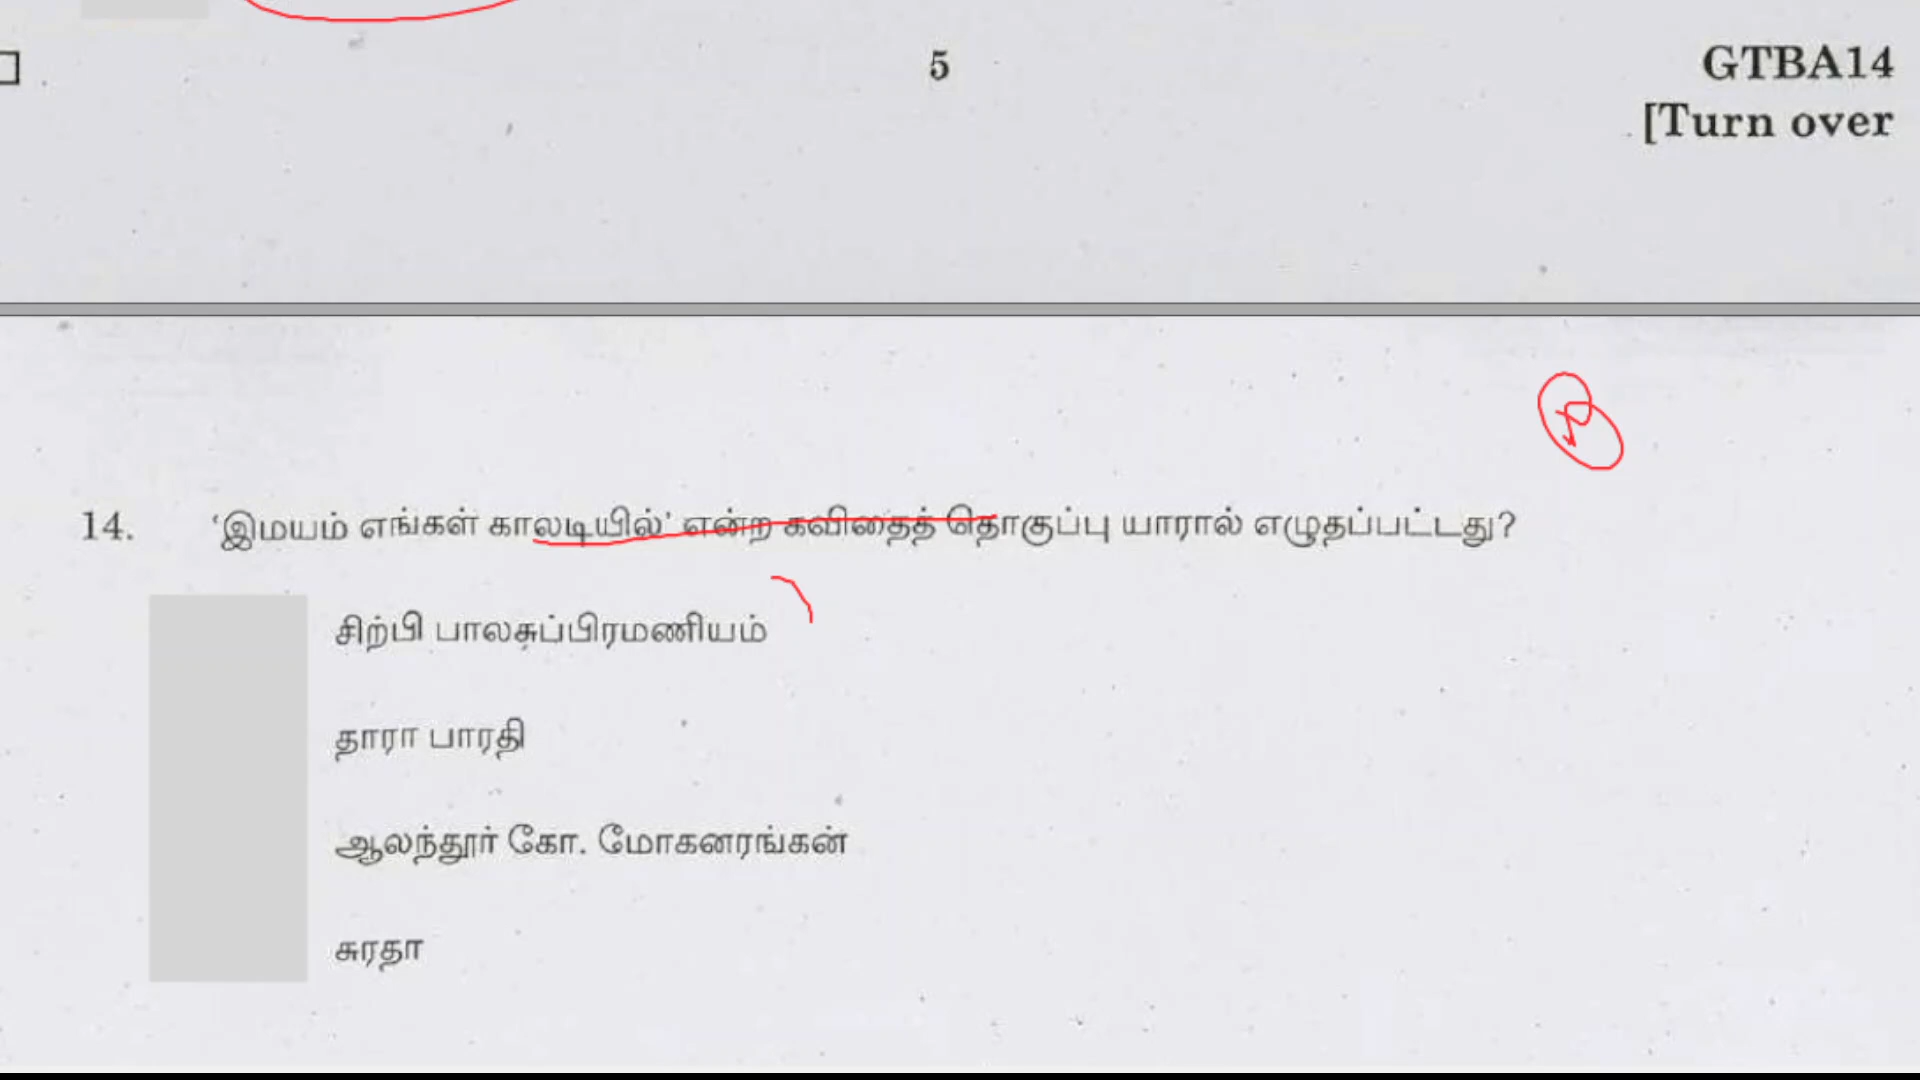 5
GTBA14
[Turn over
14. 'இமயம் எங்கள் காலடியில்' என்ற கவிதைத் தொகுப்பு யாரால் எழுதப்பட்டது?
சிற்பி பாலசுப்பிரமணியம்
தாரா பாரதி
ஆலந்தூர் கோ. மோகனரங்கன்
சுரதா